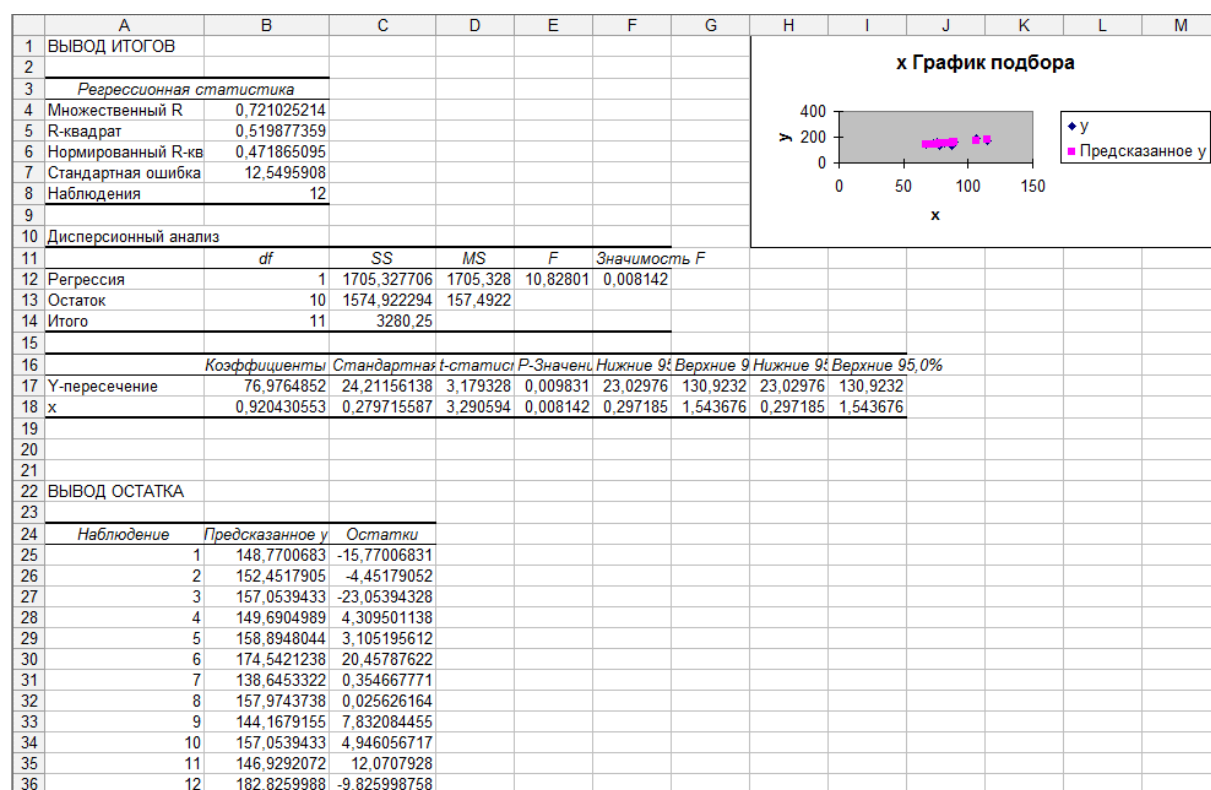 A B C D E F G H I J K L M
1 ВЫВОД ИТОГОВ
2
3 Регрессионная статистика
4 Множественный R 0,721025214
5 R-квадрат 0,519877359
6 Нормированный R-кв 0,471865095
7 Стандартная ошибка 12,5495908
8 Наблюдения 12
9
10 Дисперсионный анализ
11 df SS MS F Значимость F
12 Регрессия 1 1705,327706 1705,328 10,82801 0,008142
13 Остаток 10 1574,922294 157,4922
14 Итого 11 3280,25
15
16 Коэффициенты Стандартная t-статис P-Значен Нижние 95 Верхние 9 Нижние 95 Верхние 95,0%
17 Y-пересечение 76,9764852 24,21156138 3,179328 0,009831 23,02976 130,9232 23,02976 130,9232
18 x 0,920430553 0,279715587 3,290594 0,008142 0,297185 1,543676 0,297185 1,543676
19
20
21
22 ВЫВОД ОСТАТКА
23
24 Наблюдение Предсказанное y Остатки
25 1 148,7700683 -15,77006831
26 2 152,4517905 -4,45179052
27 3 157,0539433 -23,05394328
28 4 149,6904989 4,309501138
29 5 158,8948044 3,105195612
30 6 174,5421238 20,45787622
31 7 138,6453322 0,354667771
32 8 157,9743738 0,025626164
33 9 144,1679155 7,832084455
34 10 157,0539433 4,946056717
35 11 146,9292072 12,0707928
36 12 182,8259988 -9,825998758
x График подбора
400
200
0
y
0 50 100 150
x
y
Предсказанное y